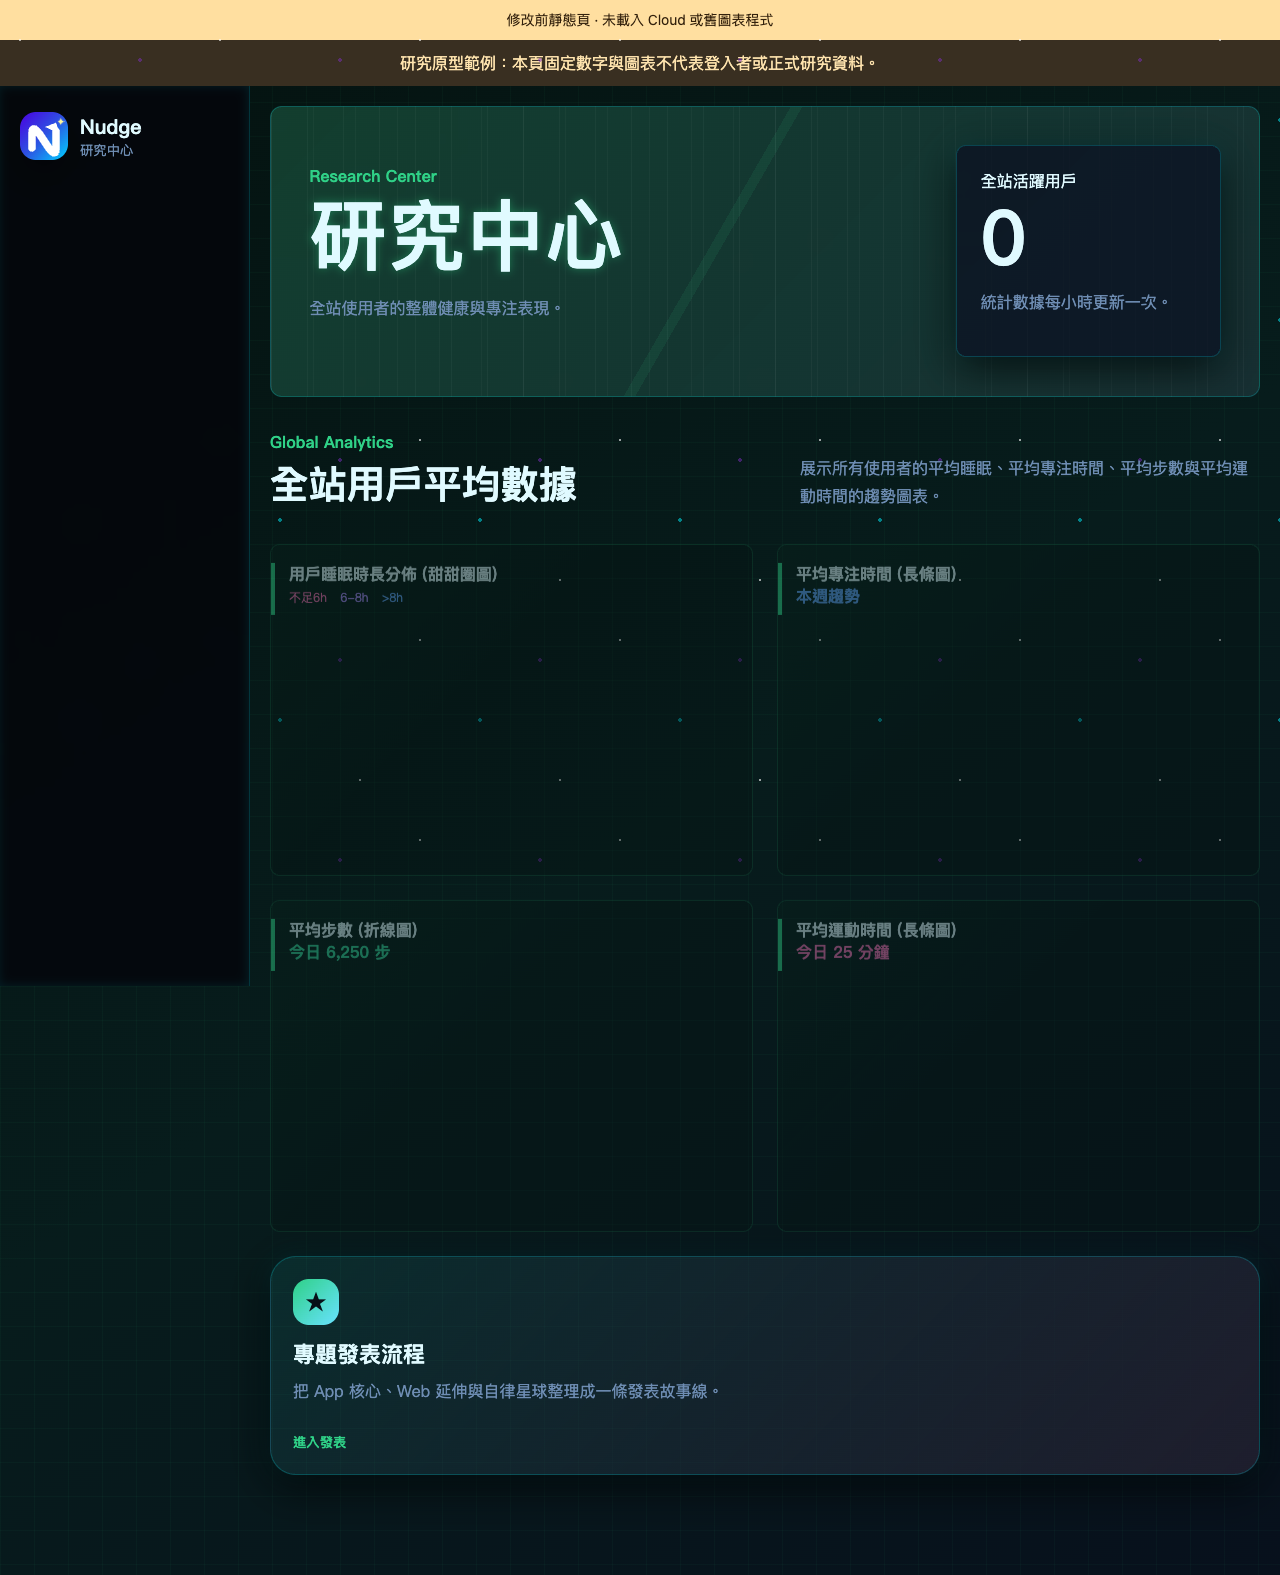 修改前靜態頁 · 未載入 Cloud 或舊圖表程式
研究原型範例：本頁固定數字與圖表不代表登入者或正式研究資料。
Nudge
研究中心
Research Center
研究中心
全站使用者的整體健康與專注表現。
全站活躍用戶
0
統計數據每小時更新一次。
Global Analytics
全站用戶平均數據
展示所有使用者的平均睡眠、平均專注時間、平均步數與平均運
動時間的趨勢圖表。
用戶睡眠時長分佈 (甜甜圈圖)
不足6h 6–8h >8h
平均專注時間 (長條圖)
本週趨勢
平均步數 (折線圖)
今日 6,250 步
平均運動時間 (長條圖)
今日 25 分鐘
專題發表流程
把 App 核心、Web 延伸與自律星球整理成一條發表故事線。
進入發表